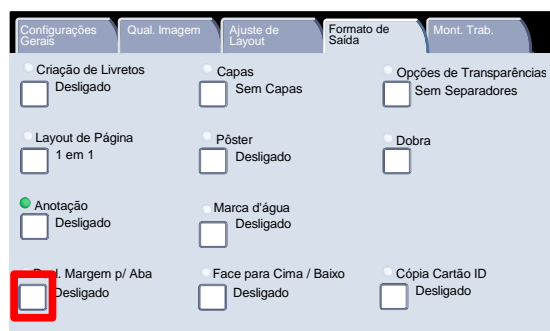 Configurações Gerais
Qual. Imagem
Ajuste de Layout
Formato de Saída
Mont. Trab.
Criação de Livretos
Desligado
Capas
Sem Capas
Opções de Transparências
Sem Separadores
Layout de Página
1 em 1
Pôster
Desligado
Dobra
Anotação
Desligado
Marca d'água
Desligado
l. Margem p/ Aba
Desligado
Face para Cima / Baixo
Desligado
Cópia Cartão ID
Desligado